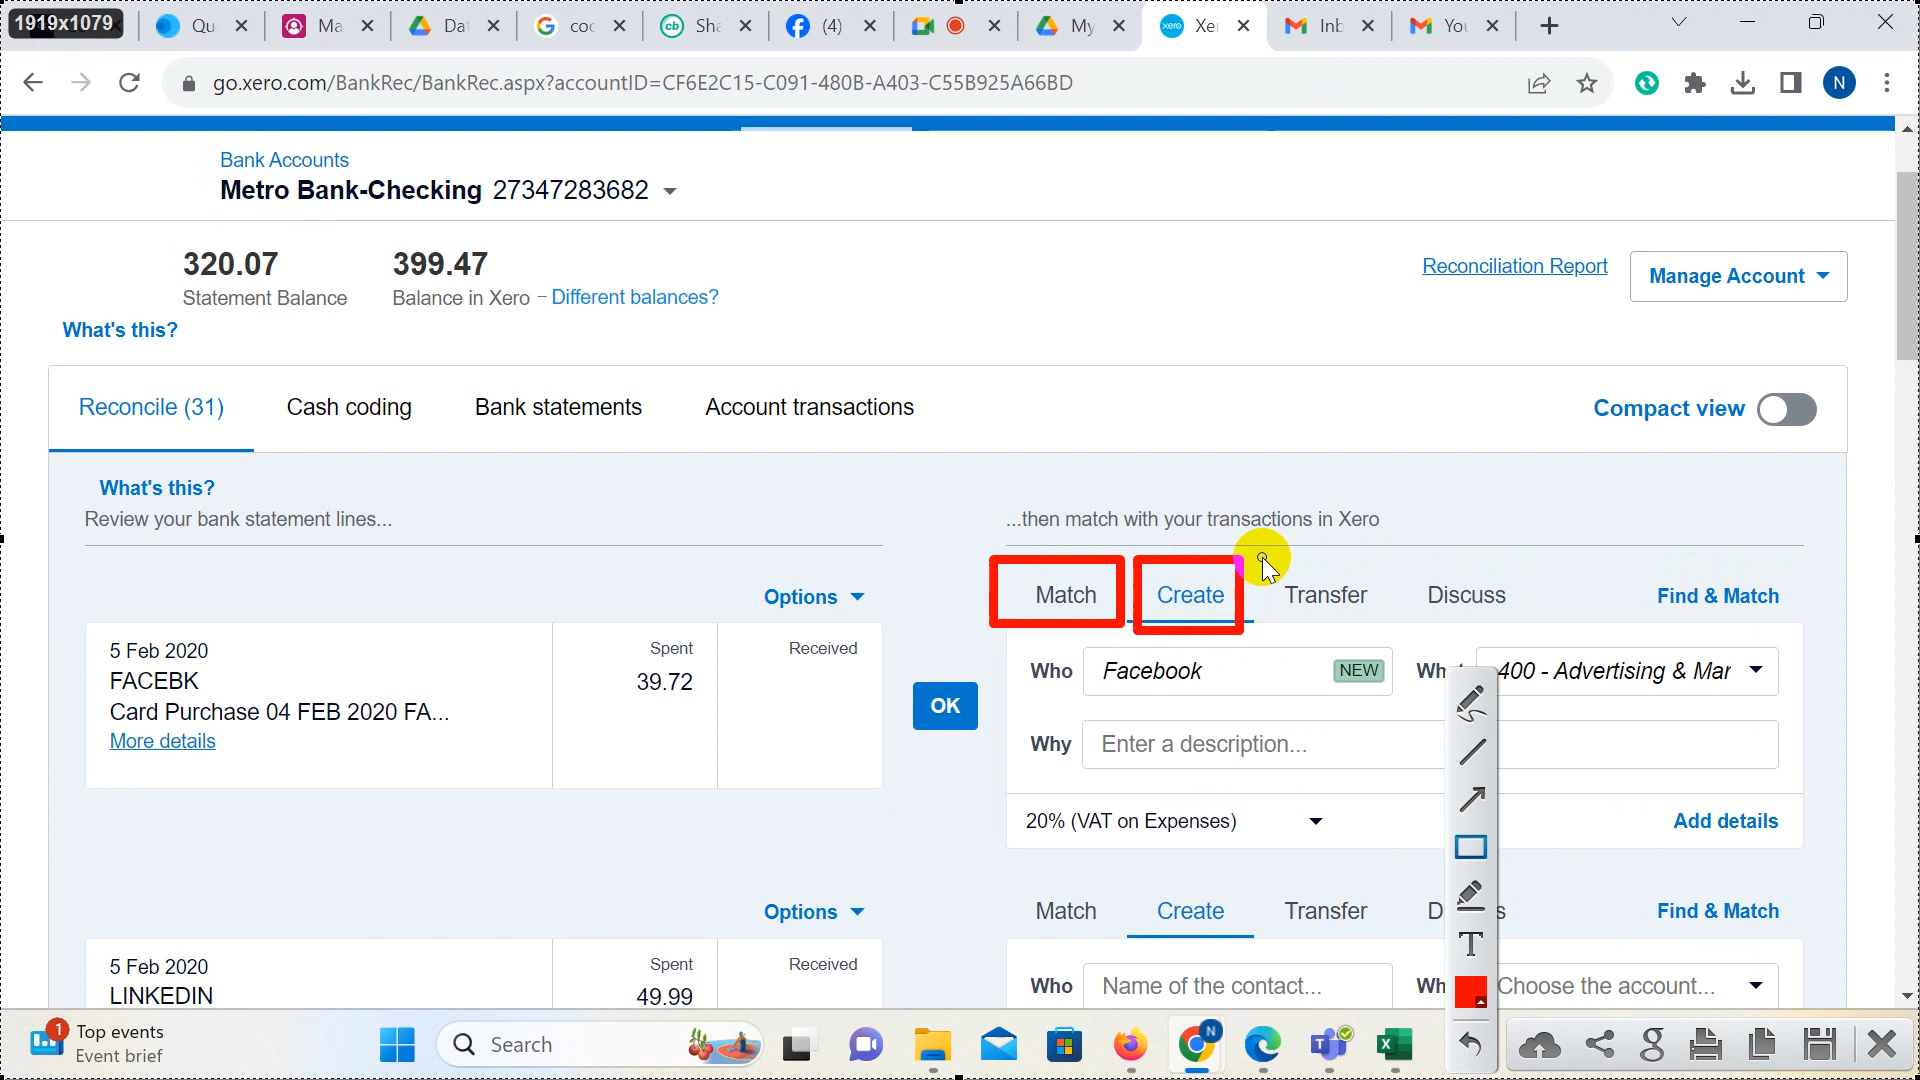 1919x1079
Qu
Ma
Dat
coc
Sha
(4)
My
xero
Xe
Inb
You
go.xero.com/BankRec/BankRec.aspx?accountID=CF6E2C15-C091-480B-A403-C55B925A66BD
N
Bank Accounts
Metro Bank-Checking 27347283682
320.07
Statement Balance
399.47
Balance in Xero – Different balances?
What's this?
Reconciliation Report
Manage Account
Reconcile (31)
Cash coding
Bank statements
Account transactions
Compact view
What's this?
Review your bank statement lines...
...then match with your transactions in Xero
Options
Match
Create
Transfer
Discuss
Find & Match
5 Feb 2020
FACEBK
Card Purchase 04 FEB 2020 FA...
More details
Spent
39.72
Received
OK
Who
Facebook
NEW
400 - Advertising & Mar
Why
Enter a description...
20% (VAT on Expenses)
Add details
Options
Match
Create
Transfer
Find & Match
5 Feb 2020
LINKEDIN
Spent
49.99
Received
Who
Name of the contact...
Choose the account...
T
1
Top events
Event brief
Search
N